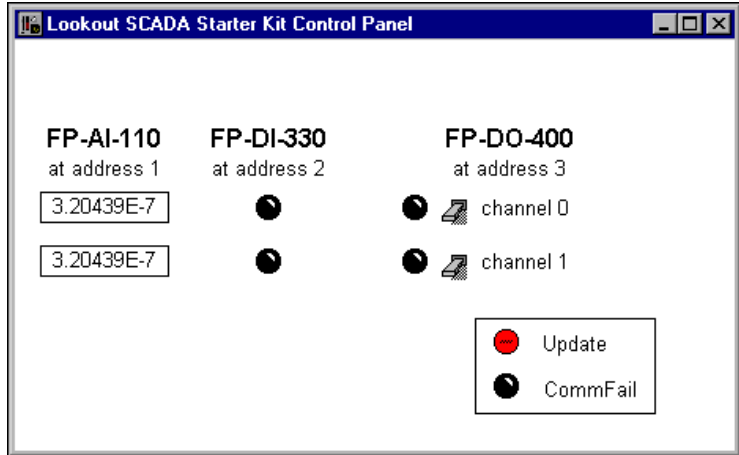 Lookout SCADA Starter Kit Control Panel
FP-AI-110 FP-DI-330 FP-DO-400
at address 1 at address 2 at address 3
3.20439E-7 channel 0
3.20439E-7 channel 1
Update
CommFail